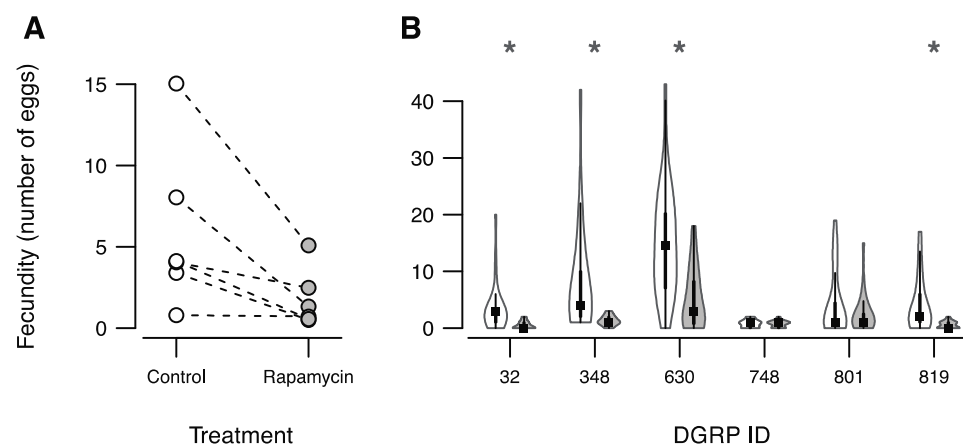 A
B
* * * *
Fecundity (number of eggs)
15
10
5
0
Control Rapamycin
Treatment
40
30
20
10
0
32 348 630 748 801 819
DGRP ID